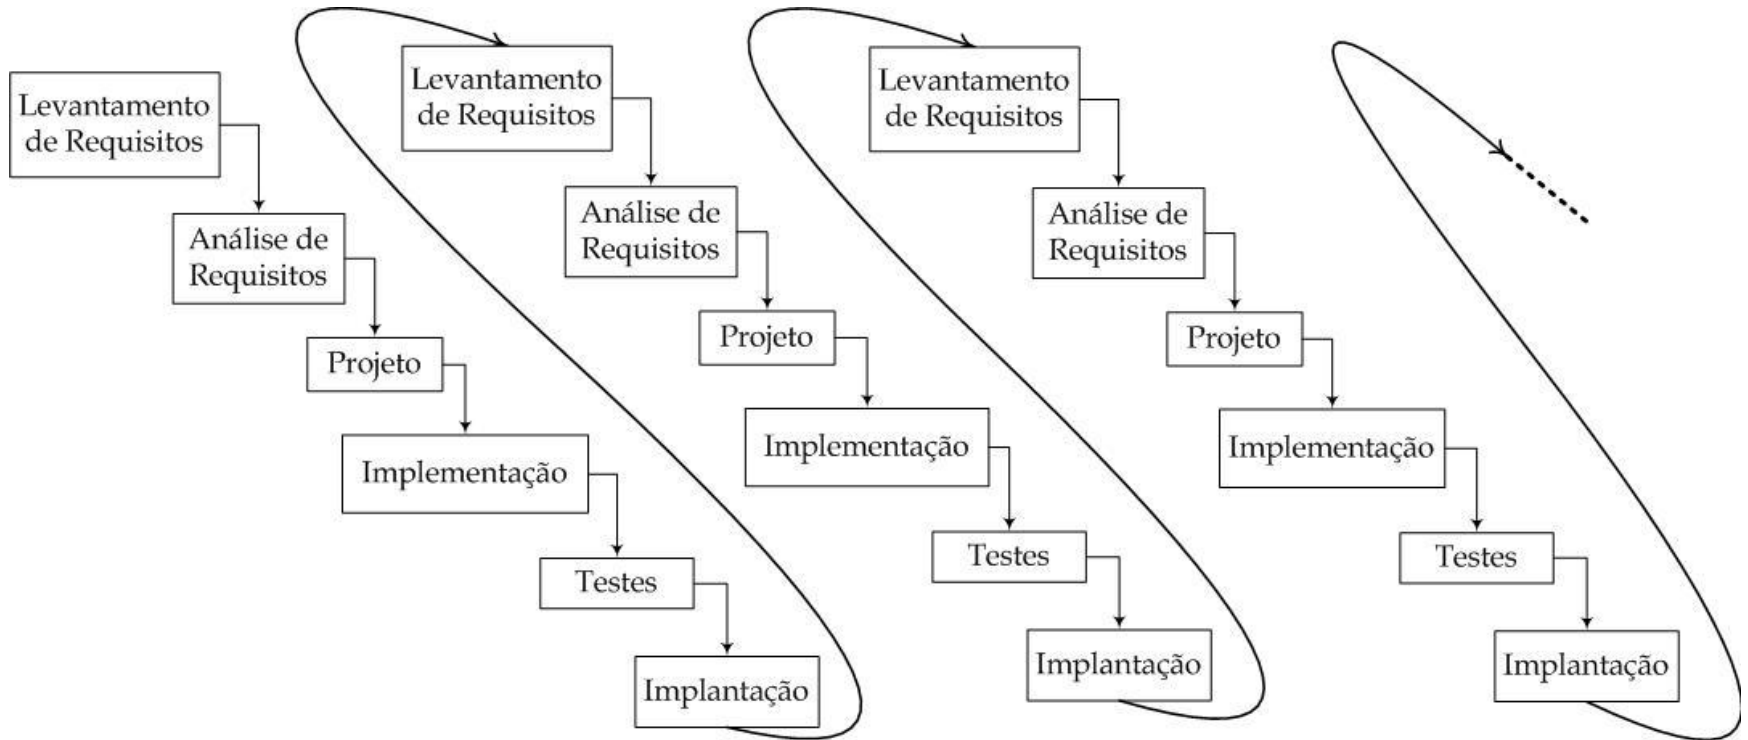 Levantamento
de Requisitos
Análise de
Requisitos
Projeto
Implementação
Testes
Implantação
Levantamento
de Requisitos
Análise de
Requisitos
Projeto
Implementação
Testes
Implantação
Levantamento
de Requisitos
Análise de
Requisitos
Projeto
Implementação
Testes
Implantação